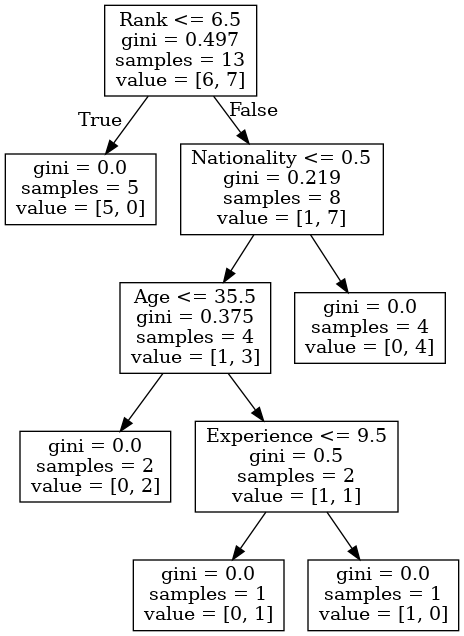 Rank <= 6.5
gini = 0.497
samples = 13
value = [6, 7]
True
False
gini = 0.0
samples = 5
value = [5, 0]
Nationality <= 0.5
gini = 0.219
samples = 8
value = [1, 7]
Age <= 35.5
gini = 0.375
samples = 4
value = [1, 3]
gini = 0.0
samples = 4
value = [0, 4]
gini = 0.0
samples = 2
value = [0, 2]
Experience <= 9.5
gini = 0.5
samples = 2
value = [1, 1]
gini = 0.0
samples = 1
value = [0, 1]
gini = 0.0
samples = 1
value = [1, 0]